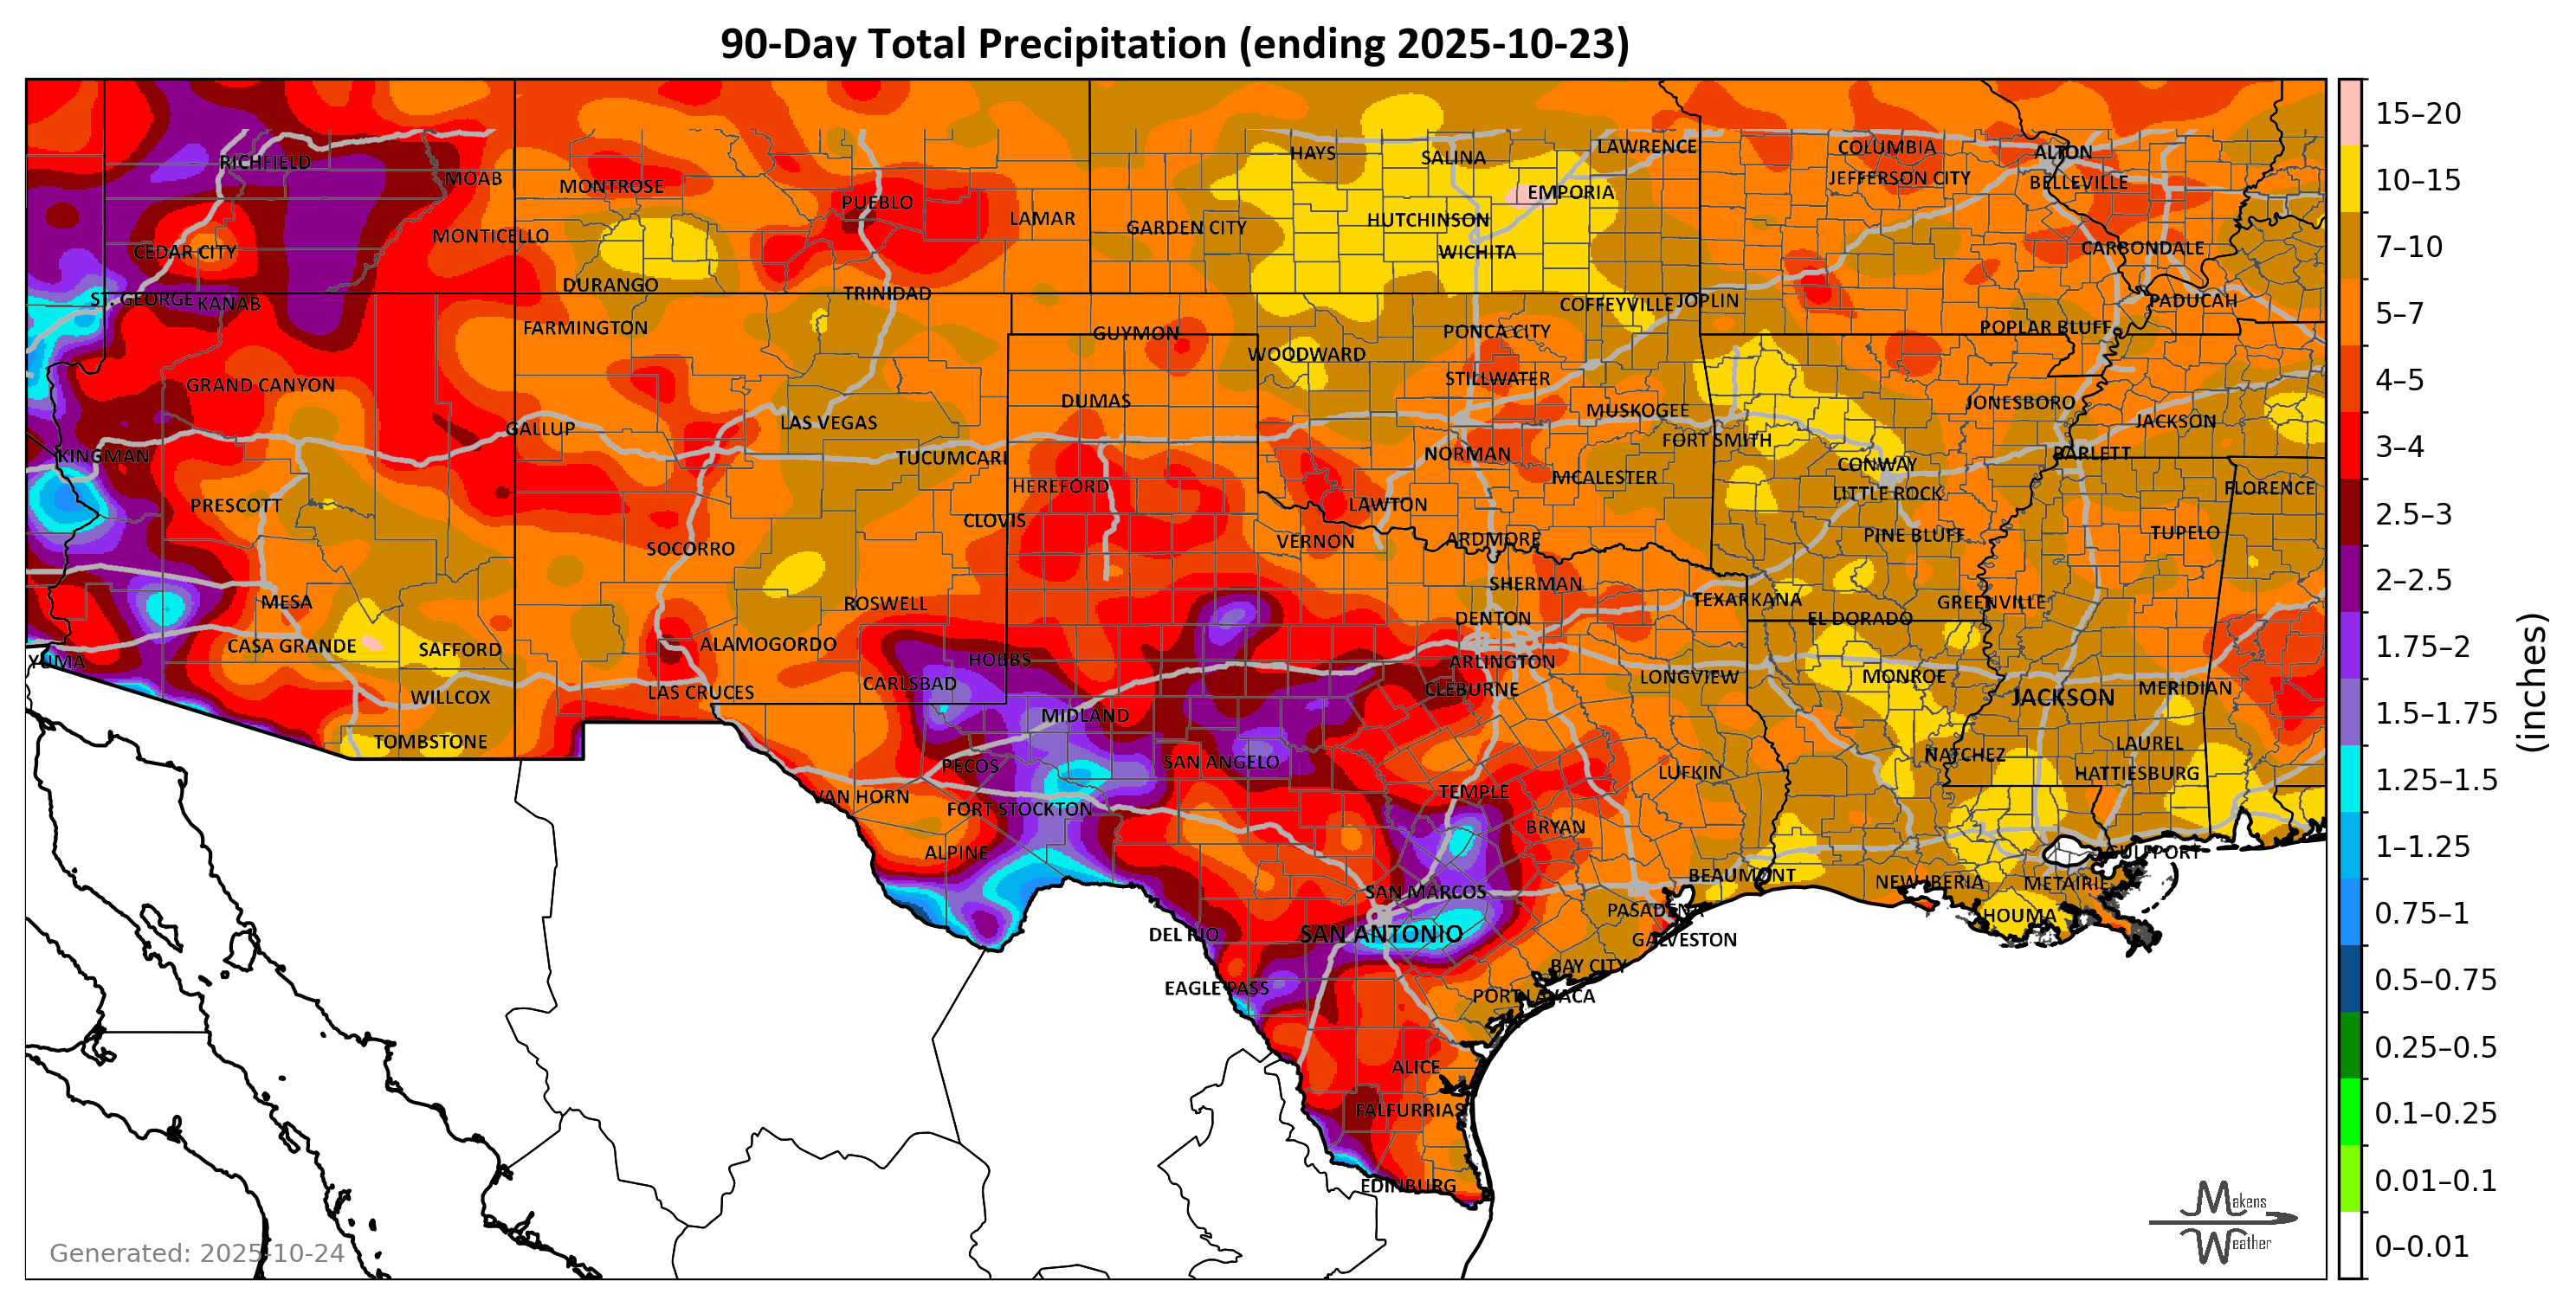 90-Day Total Precipitation (ending 2025-10-23)
RICHFIELD
MOAB
MONTROSE
PUEBLO
LAMAR
HAYS
SALINA
LAWRENCE
COLUMBIA
ALTON
JEFFERSON CITY
BELLEVILLE
EMPORIA
HUTCHINSON
GARDEN CITY
WICHITA
CARBONDALE
CEDAR CITY
MONTICELLO
DURANGO
TRINIDAD
ST. GEORGE
KANAB
COFFEYVILLE
JOPLIN
PADUCAH
FARMINGTON
GUYMON
PONCA CITY
POPLAR BLUFF
WOODWARD
GRAND CANYON
STILLWATER
DUMAS
MUSKOGEE
JONESBORO
GALLUP
LAS VEGAS
JACKSON
FORT SMITH
KINGMAN
TUCUMCARI
NORMAN
BARLETT
CONWAY
MCALESTER
HEREFORD
LITTLE ROCK
FLORENCE
PRESCOTT
LAWTON
CLOVIS
SOCORRO
VERNON
ARDMORE
PINE BLUFF
TUPELO
SHERMAN
MESA
ROSWELL
TEXARKANA
GREENVILLE
DENTON
EL DORADO
CASA GRANDE
SAFFORD
ALAMOGORDO
YUMA
HOBBS
ARLINGTON
LONGVIEW
MONROE
CARLSBAD
CLEBURNE
MERIDIAN
WILLCOX
LAS CRUCES
JACKSON
MIDLAND
TOMBSTONE
LAUREL
NATCHEZ
PECOS
SAN ANGELO
LUFKIN
HATTIESBURG
VAN HORN
FORT STOCKTON
TEMPLE
BRYAN
ALPINE
GULFPORT
SAN MARCOS
BEAUMONT
NEW IBERIA
METAIRIE
PASADENA
HOUMA
DEL RIO
SAN ANTONIO
GALVESTON
BAY CITY
EAGLE PASS
PORT LAVACA
ALICE
FALFURRIAS
EDINBURG
15–20
10–15
7–10
5–7
4–5
3–4
2.5–3
2–2.5
1.75–2
1.5–1.75
1.25–1.5
1–1.25
0.75–1
0.5–0.75
0.25–0.5
0.1–0.25
0.01–0.1
0–0.01
(inches)
Generated: 2025-10-24
Makens
Weather